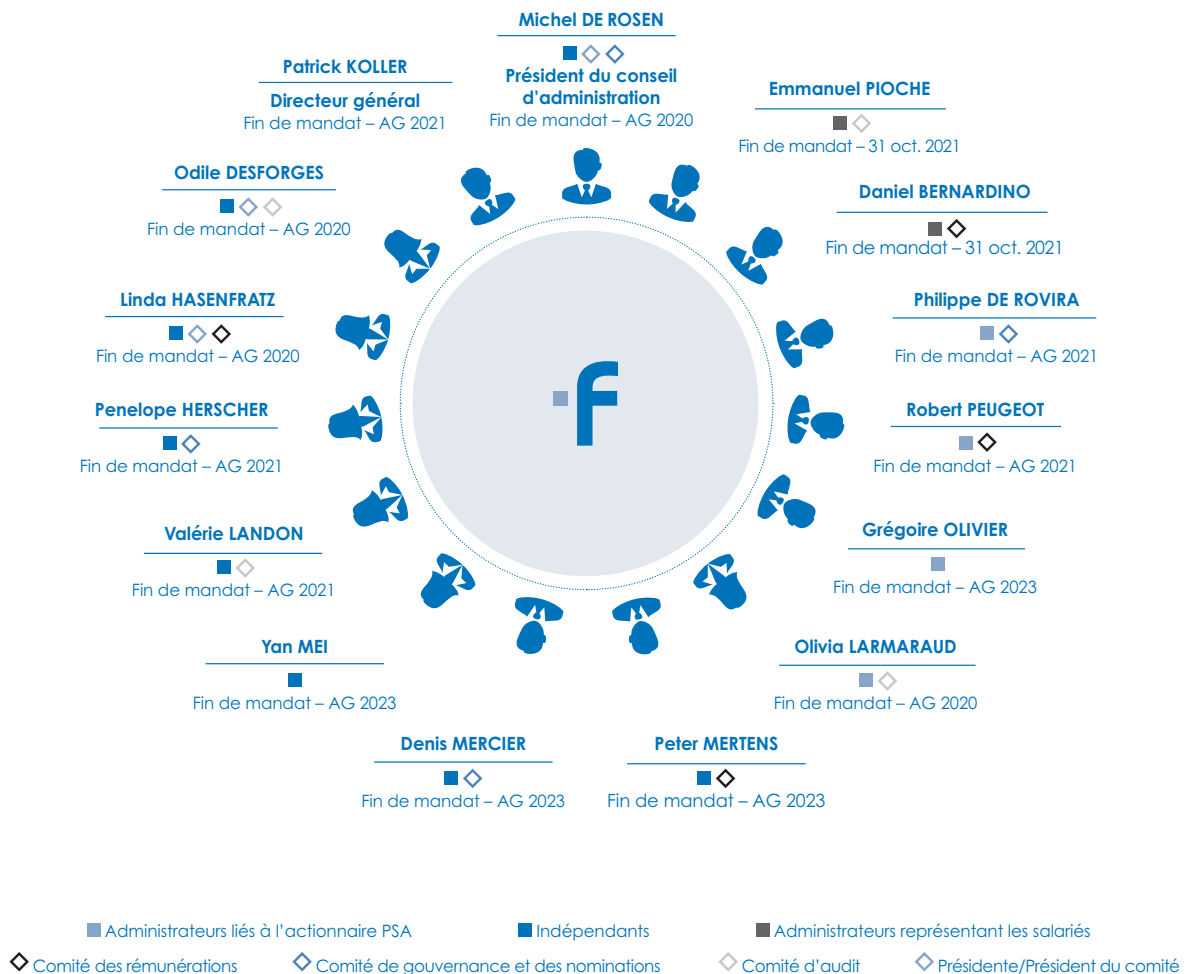 Michel DE ROSEN
Président du conseil
d’administration
Fin de mandat – AG 2020
Patrick KOLLER
Directeur général
Fin de mandat – AG 2021
Emmanuel PIOCHE
Fin de mandat – 31 oct. 2021
Odile DESFORGES
Fin de mandat – AG 2020
Daniel BERNARDINO
Fin de mandat – 31 oct. 2021
Linda HASENFRATZ
Fin de mandat – AG 2020
Philippe DE ROVIRA
Fin de mandat – AG 2021
f
Penelope HERSCHER
Fin de mandat – AG 2021
Robert PEUGEOT
Fin de mandat – AG 2021
Valérie LANDON
Fin de mandat – AG 2021
Grégoire OLIVIER
Fin de mandat – AG 2023
Yan MEI
Fin de mandat – AG 2023
Olivia LARMARAUD
Fin de mandat – AG 2020
Denis MERCIER
Fin de mandat – AG 2023
Peter MERTENS
Fin de mandat – AG 2023
Administrateurs liés à l’actionnaire PSA
Indépendants
Administrateurs représentant les salariés
Comité des rémunérations
Comité de gouvernance et des nominations
Comité d’audit
Présidente/Président du comité